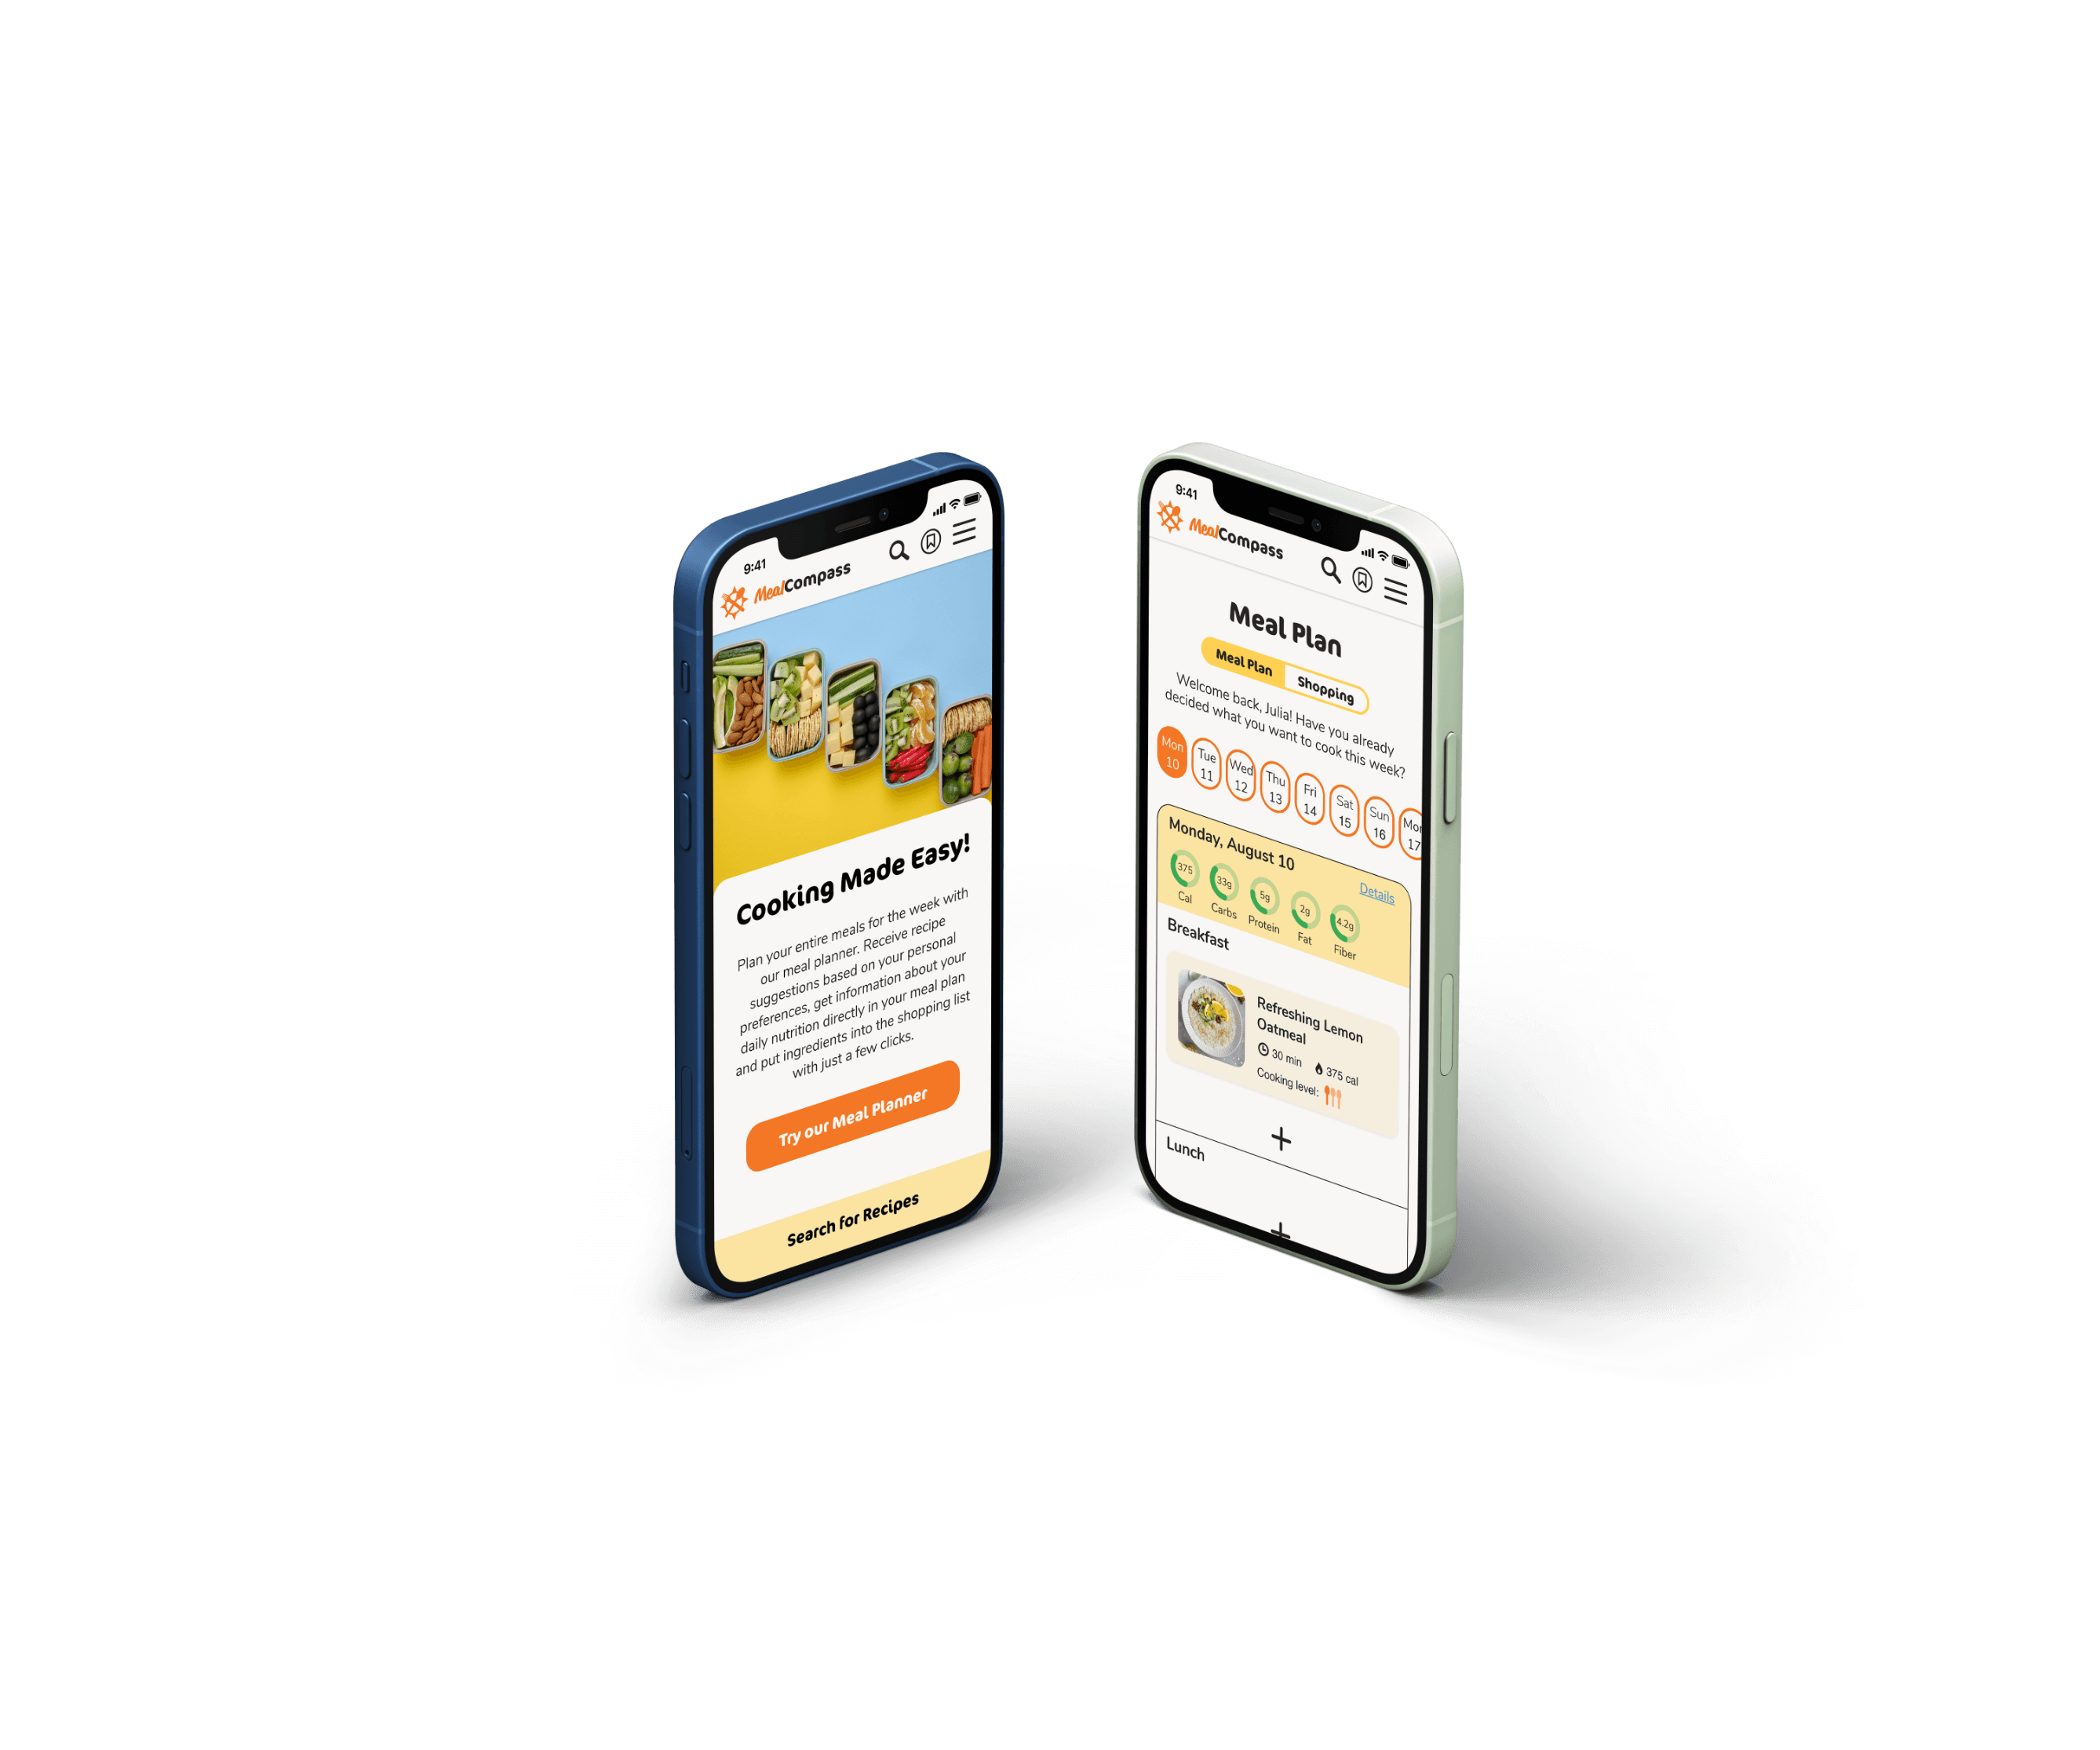 9:41
MealCompass
Cooking Made Easy!
Plan your entire meals for the week with
our meal planner. Receive recipe
suggestions based on your personal
preferences, get information about your
daily nutrition directly in your meal plan
and put ingredients into the shopping list
with just a few clicks.
Try our Meal Planner
Search for Recipes
9:41
MealCompass
Meal Plan
Meal Plan Shopping
Welcome back, Julia! Have you already
decided what you want to cook this week?
Mon Tue Wed Thu Fri Sat Sun Mon
10 11 12 13 14 15 16 17
Monday, August 10
Details
375 33g 5g 2g 4.2g
Cal Carbs Protein Fat Fiber
Breakfast
Refreshing Lemon
Oatmeal
30 min 375 cal
Cooking level:
Lunch